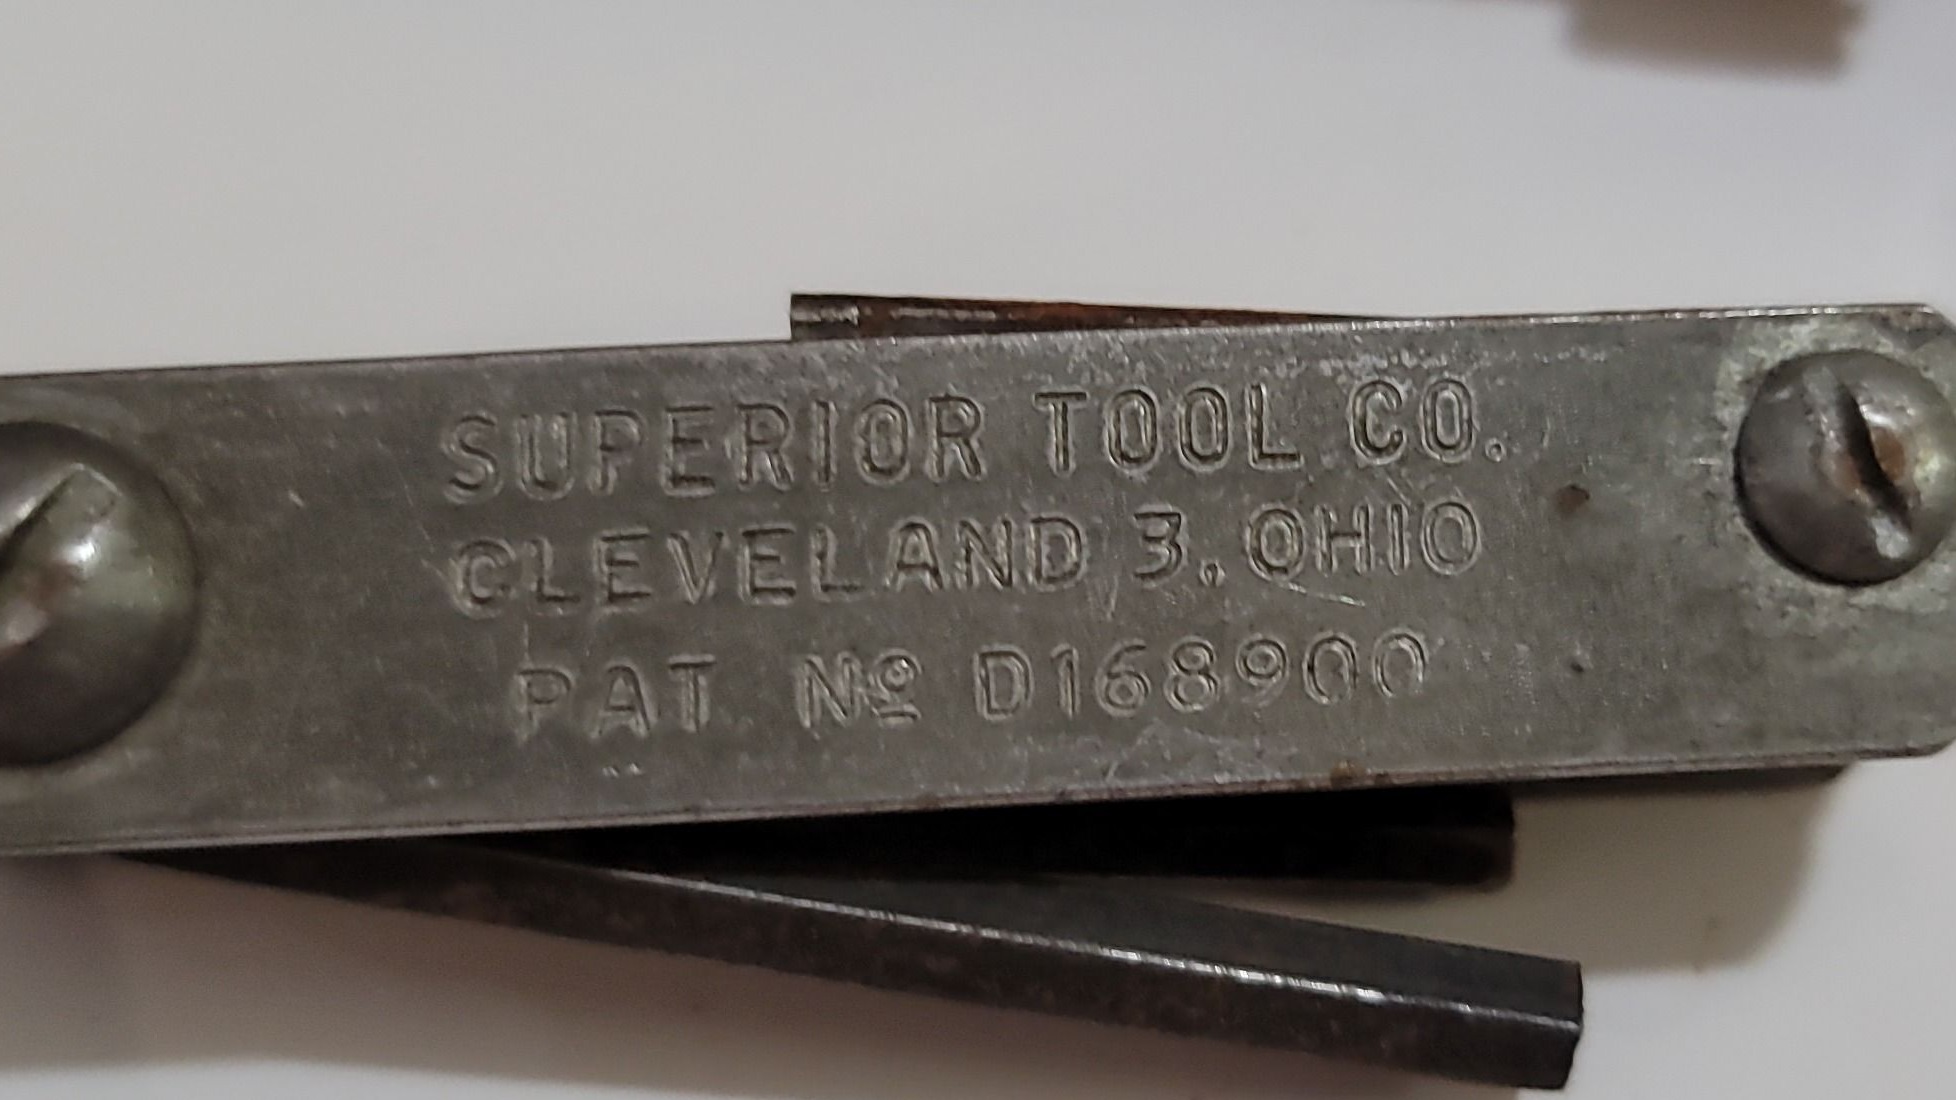 SUPERIOR TOOL CO.
CLEVELAND 3, OHIO
PAT Nº D168900